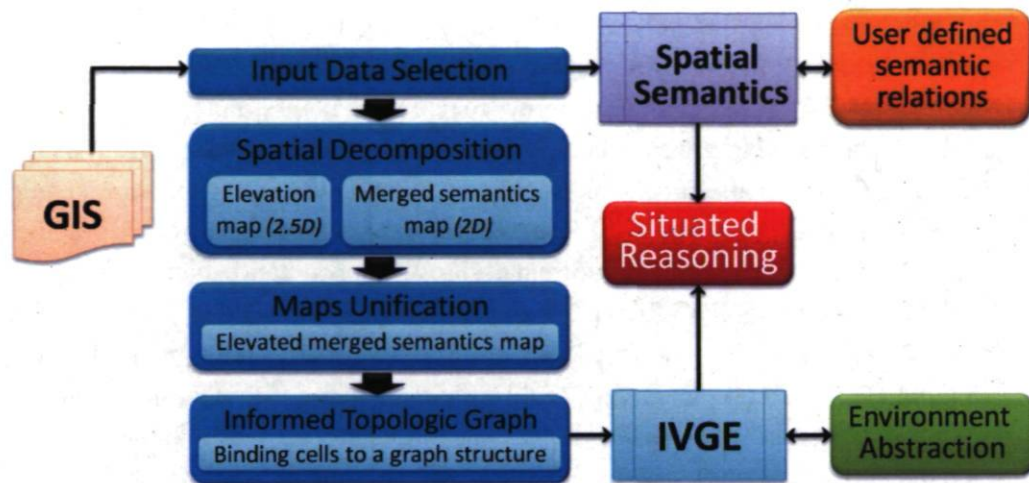 GIS
Input Data Selection
Spatial Decomposition
Elevation
map (2.5D)
Merged semantics
map (2D)
Maps Unification
Elevated merged semantics map
Informed Topologic Graph
Binding cells to a graph structure
Spatial
Semantics
User defined
semantic
relations
Situated
Reasoning
IVGE
Environment
Abstraction